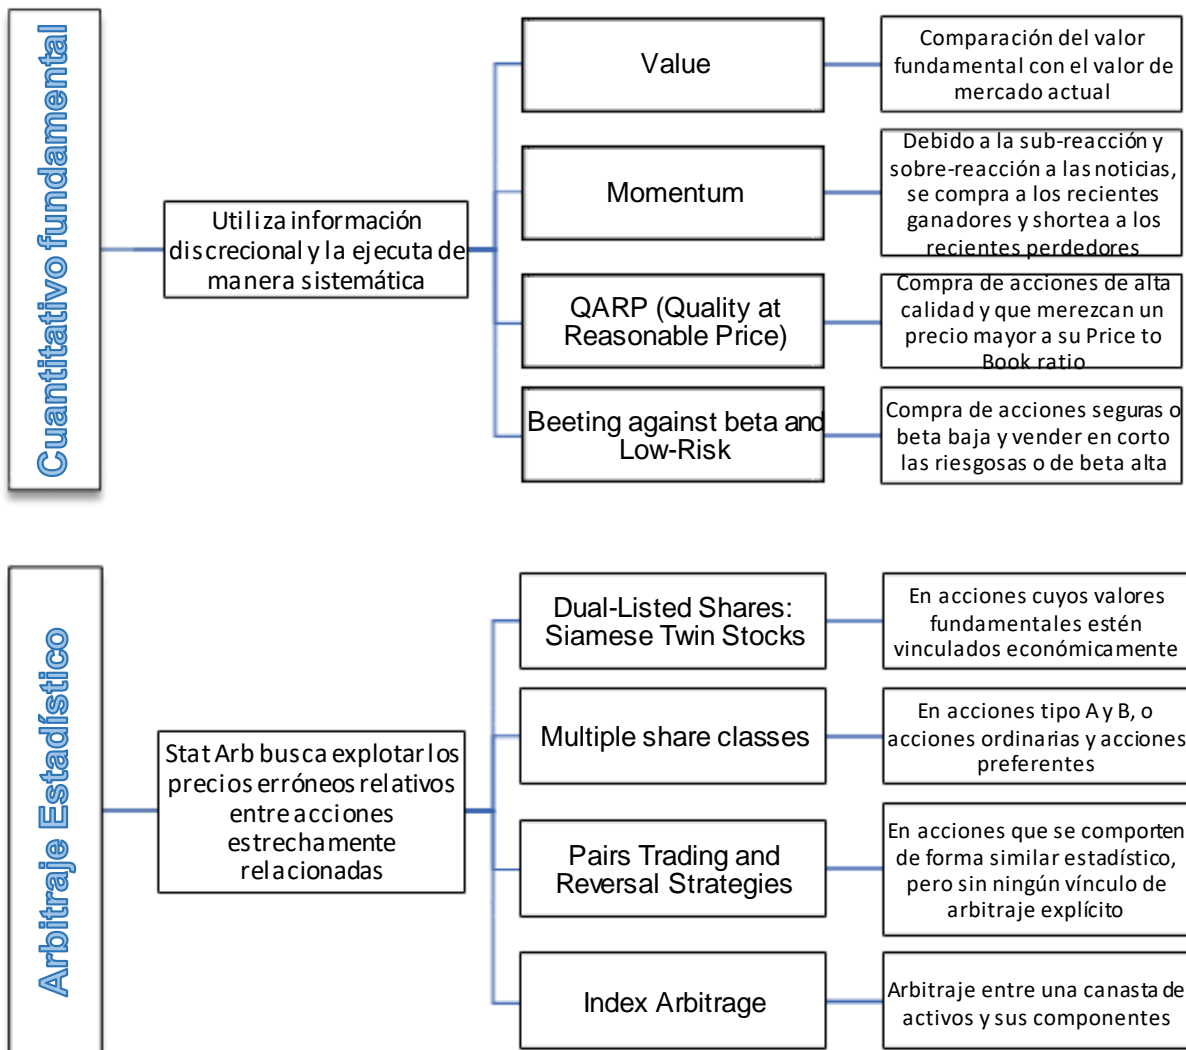 Cuantitativo fundamental
Utiliza información
discrecional y la ejecuta de
manera sistemática
Value
Comparación del valor
fundamental con el valor de
mercado actual
Momentum
Debido a la sub-reacción y
sobre-reacción a las noticias,
se compra a los recientes
ganadores y shortea a los
recientes perdedores
QARP (Quality at
Reasonable Price)
Compra de acciones de alta
calidad y que merezcan un
precio mayor a su Price to
Book ratio
Beeting against beta and
Low-Risk
Compra de acciones seguras o
beta baja y vender en corto
las riesgosas o de beta alta
Arbitraje Estadístico
Stat Arb busca explotar los
precios erróneos relativos
entre acciones
estrechamente
relacionadas
Dual-Listed Shares:
Siamese Twin Stocks
En acciones cuyos valores
fundamentales estén
vinculados económicamente
Multiple share classes
En acciones tipo A y B, o
acciones ordinarias y acciones
preferentes
Pairs Trading and
Reversal Strategies
En acciones que se comporten
de forma similar estadístico,
pero sin ningún vínculo de
arbitraje explícito
Index Arbitrage
Arbitraje entre una canasta de
activos y sus componentes